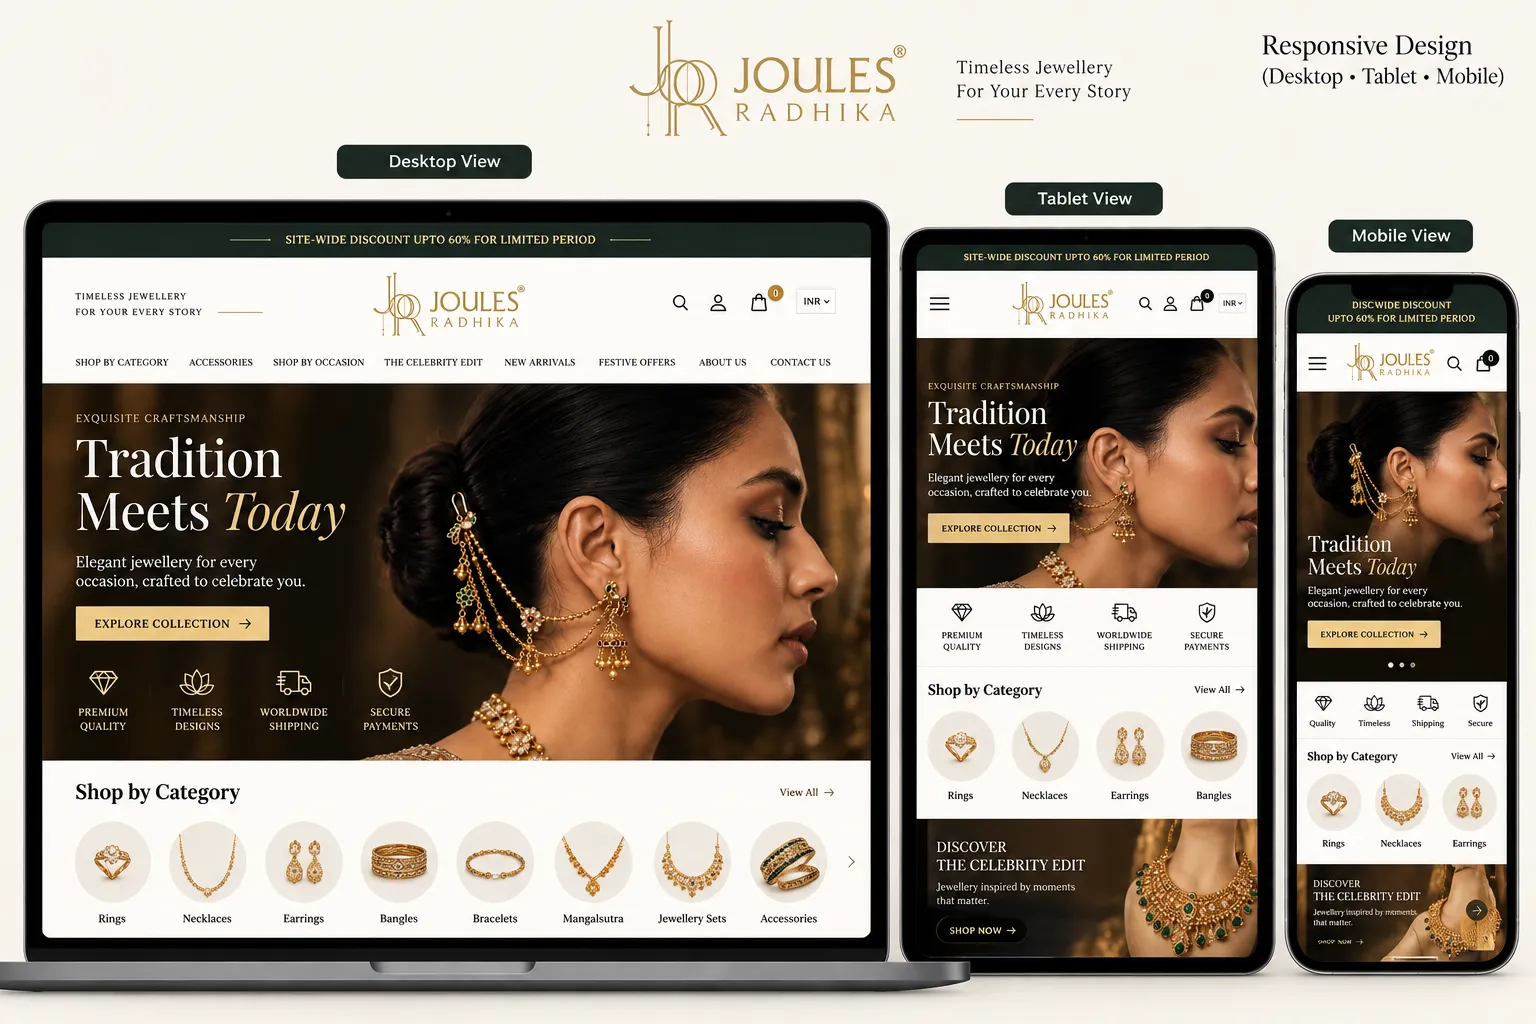 JOULES®
RADHIKA
Timeless Jewellery
For Your Every Story
Responsive Design
(Desktop • Tablet • Mobile)
Desktop View
SITE-WIDE DISCOUNT UPTO 60% FOR LIMITED PERIOD
TIMELESS JEWELLERY
FOR YOUR EVERY STORY
JOULES®
RADHIKA
0
INR
SHOP BY CATEGORY
ACCESSORIES
SHOP BY OCCASION
THE CELEBRITY EDIT
NEW ARRIVALS
FESTIVE OFFERS
ABOUT US
CONTACT US
EXQUISITE CRAFTSMANSHIP
Tradition
Meets Today
Elegant jewellery for every
occasion, crafted to celebrate you.
EXPLORE COLLECTION →
PREMIUM
QUALITY
TIMELESS
DESIGNS
WORLDWIDE
SHIPPING
SECURE
PAYMENTS
Shop by Category
View All →
Rings
Necklaces
Earrings
Bangles
Bracelets
Mangalsutra
Jewellery Sets
Accessories
Tablet View
SITE-WIDE DISCOUNT UPTO 60% FOR LIMITED PERIOD
JOULES®
RADHIKA
0
INR
EXQUISITE CRAFTSMANSHIP
Tradition
Meets Today
Elegant jewellery for every
occasion, crafted to celebrate you.
EXPLORE COLLECTION →
PREMIUM
QUALITY
TIMELESS
DESIGNS
WORLDWIDE
SHIPPING
SECURE
PAYMENTS
Shop by Category
View All →
Rings
Necklaces
Earrings
Bangles
DISCOVER
THE CELEBRITY EDIT
Jewellery inspired by moments
that matter.
SHOP NOW →
Mobile View
DISCWIDE DISCOUNT
UPTO 60% FOR LIMITED PERIOD
JOULES®
RADHIKA
0
Tradition
Meets Today
Elegant jewellery for every
occasion, crafted to celebrate you.
EXPLORE COLLECTION →
Quality
Timeless
Shipping
Secure
Shop by Category
View All →
Rings
Necklaces
Earrings
DISCOVER
THE CELEBRITY EDIT
Jewellery inspired by moments
that matter.
SHOP NOW →